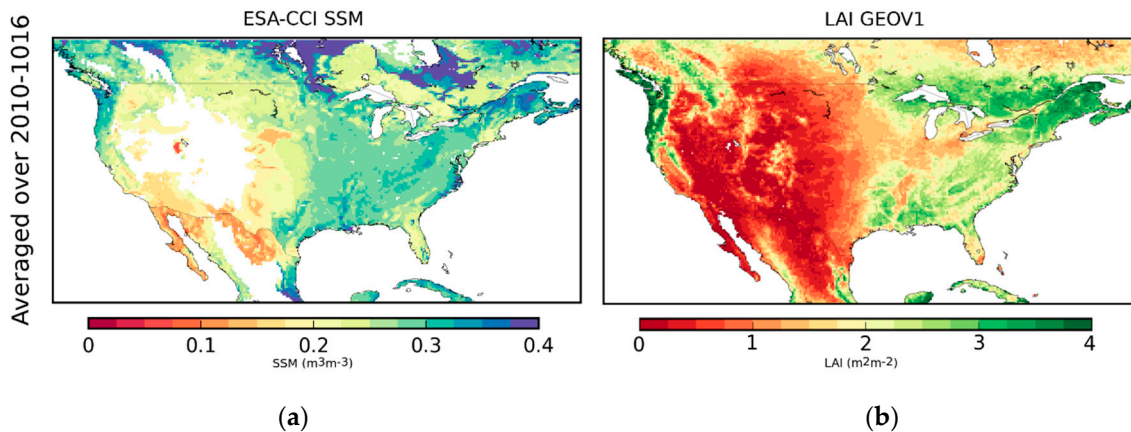 ESA-CCI SSM
LAI GEOV1
Averaged over 2010-1016
0 0.1 0.2 0.3 0.4
SSM (m3m-3)
0 1 2 3 4
LAI (m2m-2)
(a)
(b)